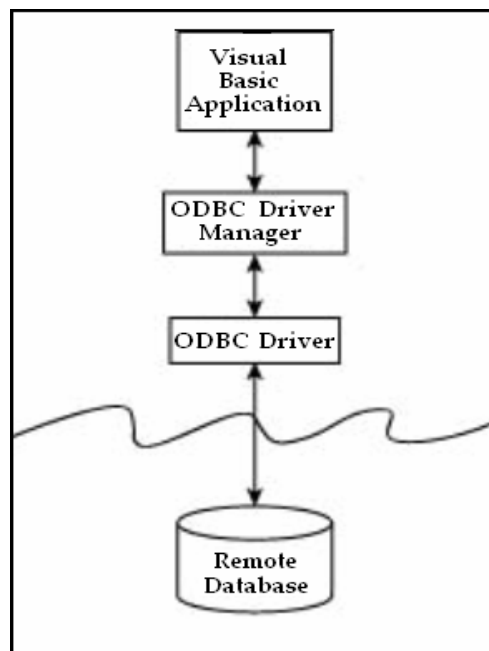 Visual
Basic
Application
ODBC Driver
Manager
ODBC Driver
Remote
Database